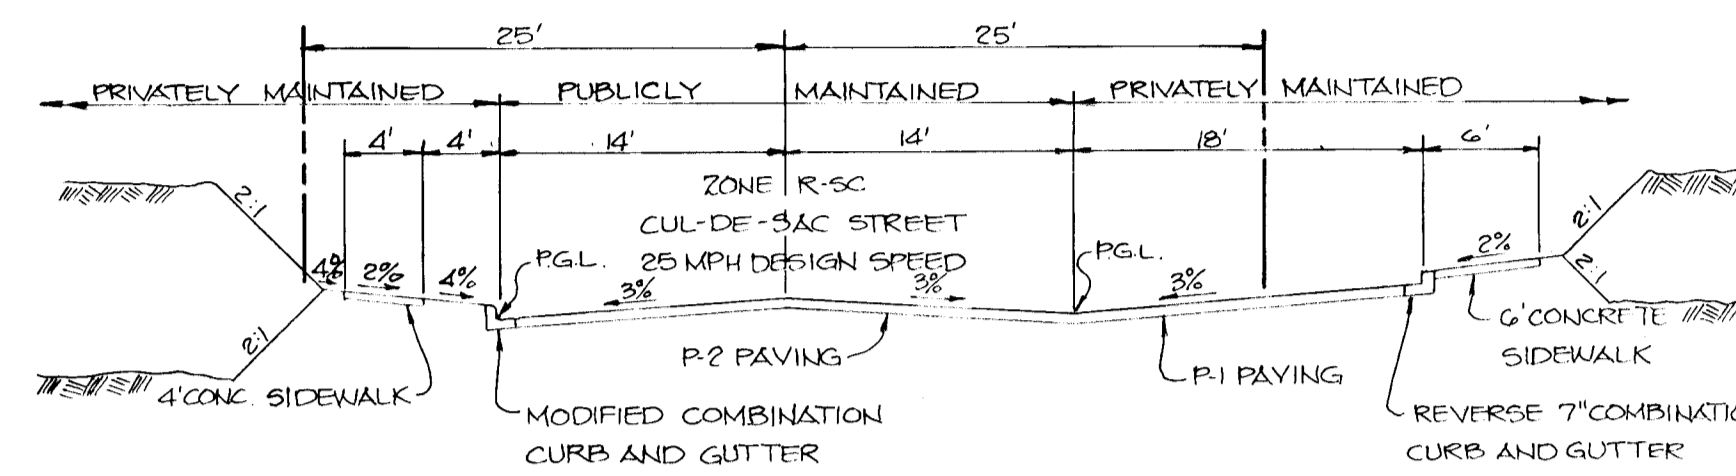 25' 25'
PRIVATELY MAINTAINED PUBLICLY MAINTAINED PRIVATELY MAINTAINED
4' 4' 14' 14' 18' 6'
ZONE R-SC
CUL-DE-SAC STREET
25 MPH DESIGN SPEED
2:1 2:1
4% 2% 4% P.G.L. 3% 3% P.G.L. 3% 2%
2:1 2:1
P-2 PAVING P-1 PAVING
6' CONCRETE
SIDEWALK
4' CONC. SIDEWALK
MODIFIED COMBINATION
CURB AND GUTTER
REVERSE 7" COMBINATIO
CURB AND GUTTER